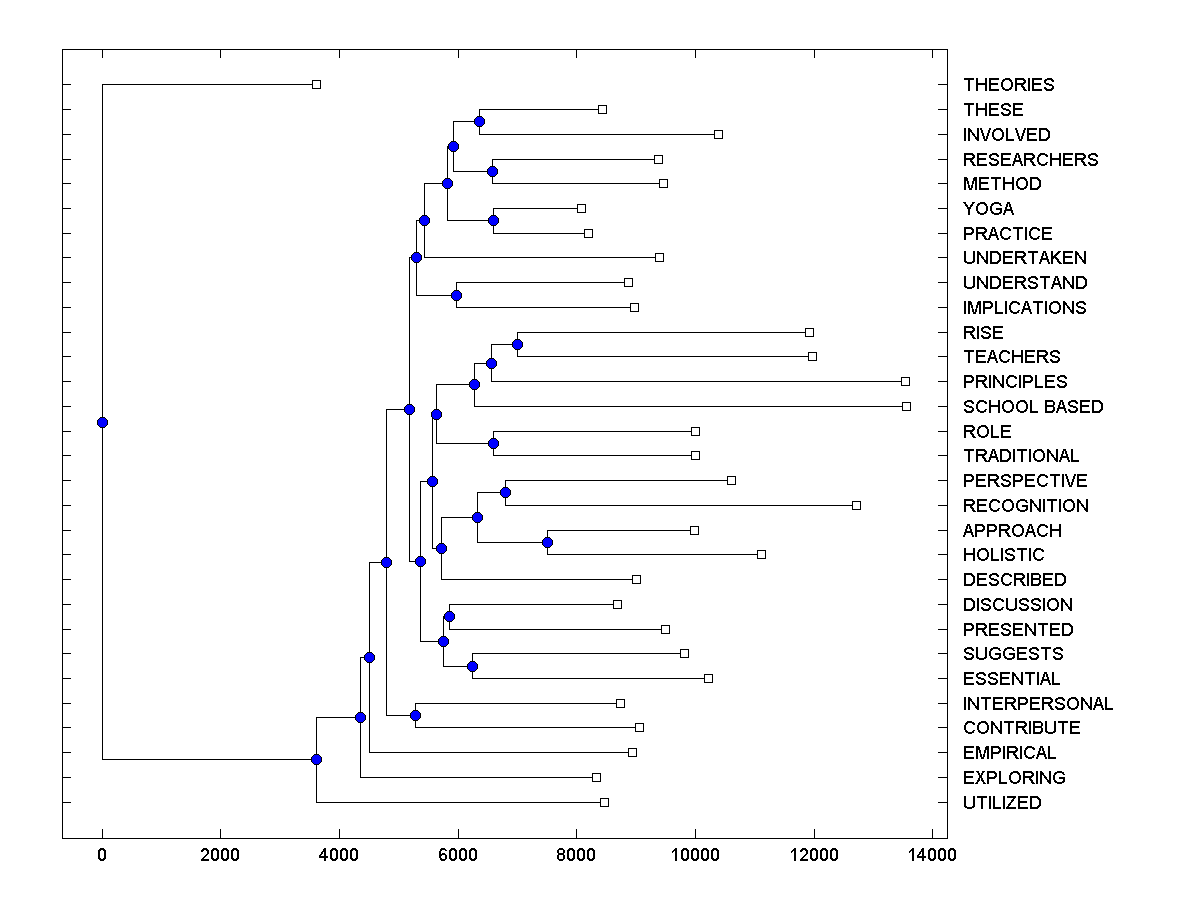 THEORIES
THESE
INVOLVED
RESEARCHERS
METHOD
YOGA
PRACTICE
UNDERTAKEN
UNDERSTAND
IMPLICATIONS
RISE
TEACHERS
PRINCIPLES
SCHOOL BASED
ROLE
TRADITIONAL
PERSPECTIVE
RECOGNITION
APPROACH
HOLISTIC
DESCRIBED
DISCUSSION
PRESENTED
SUGGESTS
ESSENTIAL
INTERPERSONAL
CONTRIBUTE
EMPIRICAL
EXPLORING
UTILIZED
0 2000 4000 6000 8000 10000 12000 14000